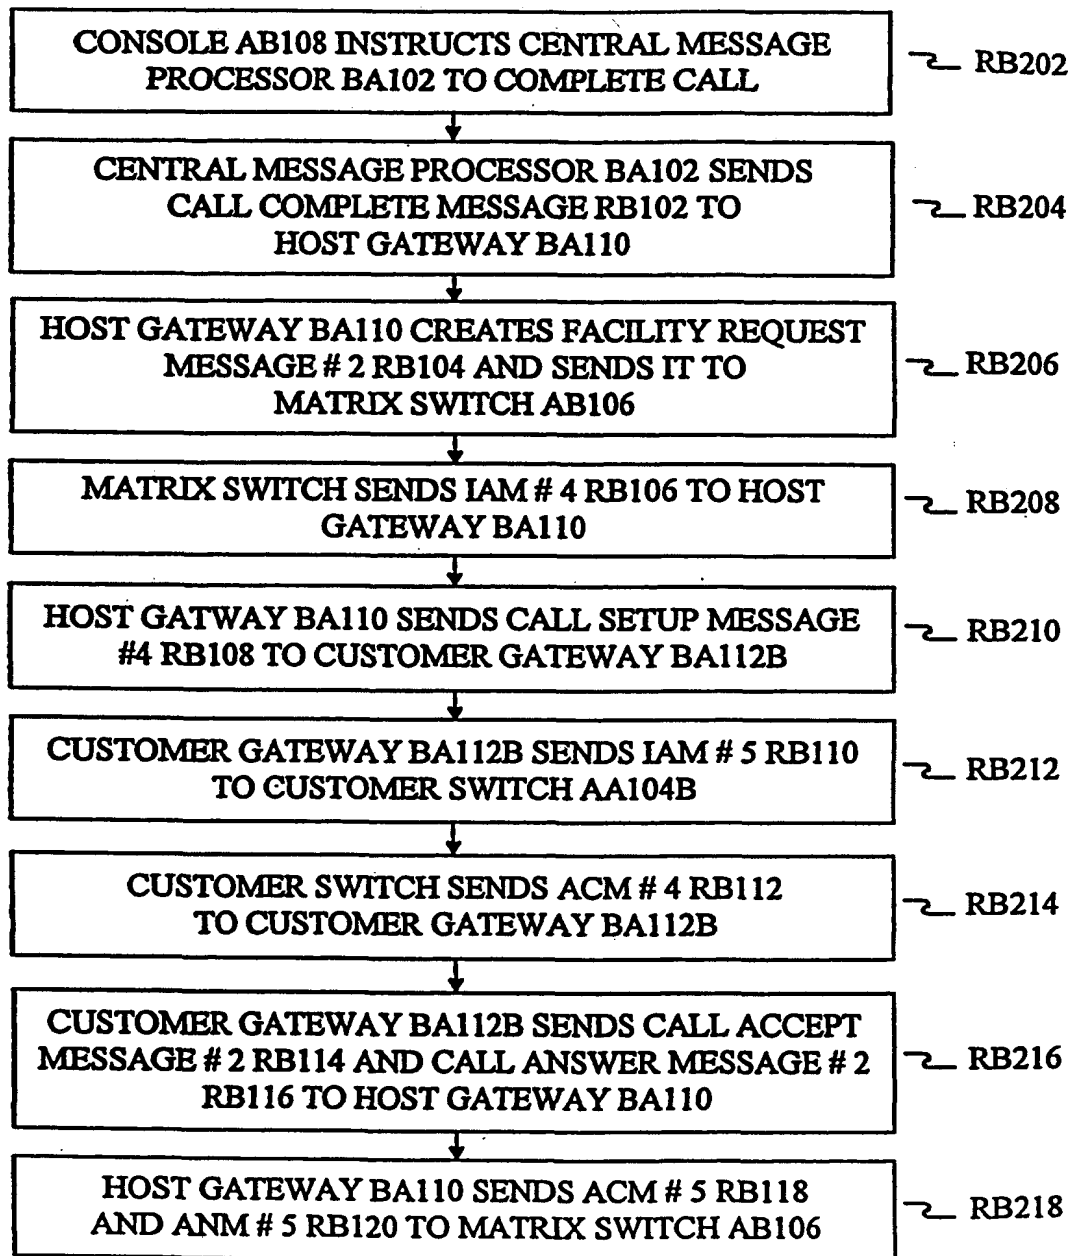 CONSOLE AB108 INSTRUCTS CENTRAL MESSAGE
PROCESSOR BA102 TO COMPLETE CALL
RB202
CENTRAL MESSAGE PROCESSOR BA102 SENDS
CALL COMPLETE MESSAGE RB102 TO
HOST GATEWAY BA110
RB204
HOST GATEWAY BA110 CREATES FACILITY REQUEST
MESSAGE # 2 RB104 AND SENDS IT TO
MATRIX SWITCH AB106
RB206
MATRIX SWITCH SENDS IAM # 4 RB106 TO HOST
GATEWAY BA110
RB208
HOST GATWAY BA110 SENDS CALL SETUP MESSAGE
#4 RB108 TO CUSTOMER GATEWAY BA112B
RB210
CUSTOMER GATEWAY BA112B SENDS IAM # 5 RB110
TO CUSTOMER SWITCH AA104B
RB212
CUSTOMER SWITCH SENDS ACM # 4 RB112
TO CUSTOMER GATEWAY BA112B
RB214
CUSTOMER GATEWAY BA112B SENDS CALL ACCEPT
MESSAGE # 2 RB114 AND CALL ANSWER MESSAGE # 2
RB116 TO HOST GATEWAY BA110
RB216
HOST GATEWAY BA110 SENDS ACM # 5 RB118
AND ANM # 5 RB120 TO MATRIX SWITCH AB106
RB218